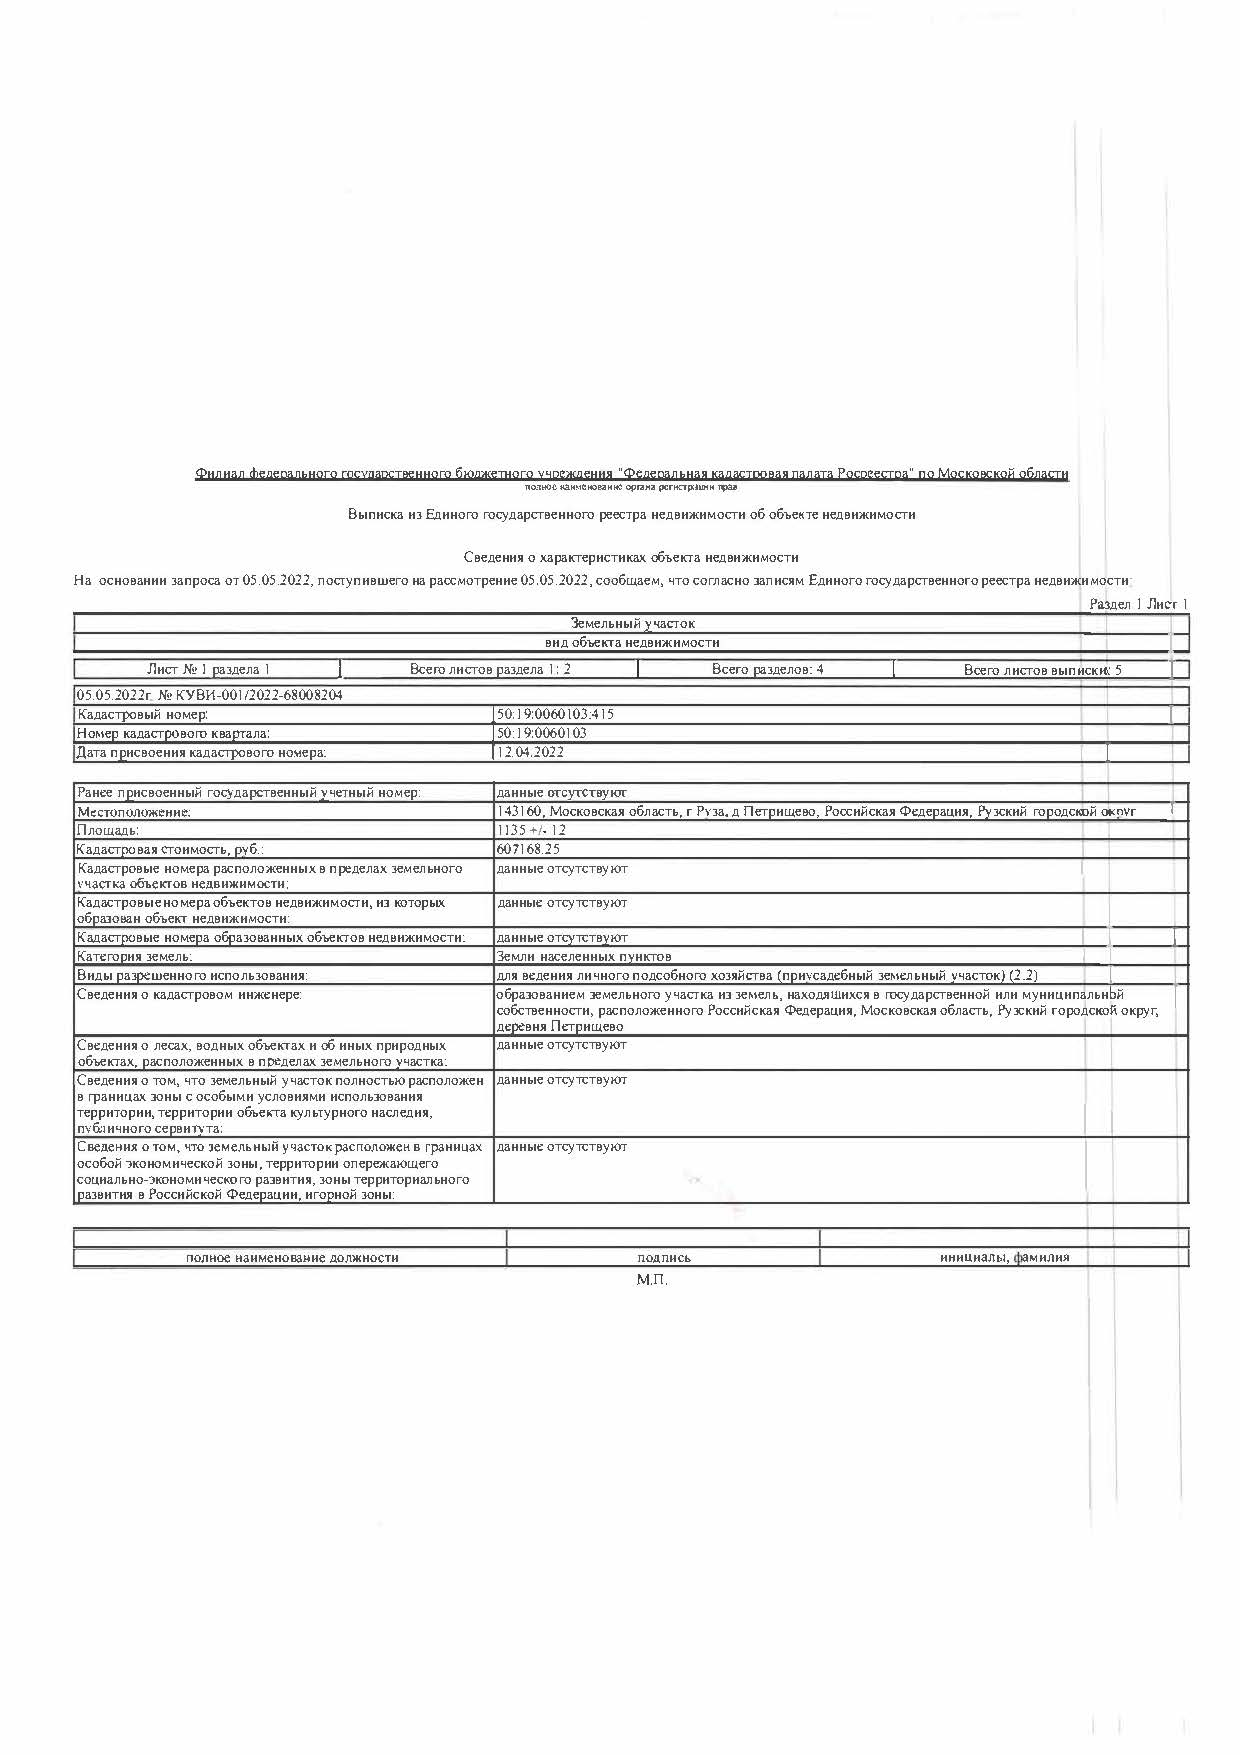 Филиал федерального государственного бюджетного учреждения "Федеральная кадастровая палата Росреестра" по Московской области
полное наименование органа регистрации прав
Выписка из Единого государственного реестра недвижимости об объекте недвижимости
Сведения о характеристиках объекта недвижимости
На основании запроса от 05.05.2022, поступившего на рассмотрение 05.05.2022, сообщаем, что согласно записям Единого государственного реестра недвижимости:
Раздел 1 Лист 1
Земельный участок
вид объекта недвижимости
Лист № 1 раздела 1 Всего листов раздела 1: 2 Всего разделов: 4 Всего листов выписки: 5
05.05.2022г. № КУВИ-001/2022-68008204
Кадастровый номер: 50:19:0060103:415
Номер кадастрового квартала: 50:19:0060103
Дата присвоения кадастрового номера: 12.04.2022
Ранее присвоенный государственный учетный номер: данные отсутствуют
Местоположение: 143160, Московская область, г Руза, д Петрищево, Российская Федерация, Рузский городской округ
Площадь: 1135 +/- 12
Кадастровая стоимость, руб.: 607168.25
Кадастровые номера расположенных в пределах земельного данные отсутствуют
участка объектов недвижимости:
Кадастровые номера объектов недвижимости, из которых данные отсутствуют
образован объект недвижимости:
Кадастровые номера образованных объектов недвижимости: данные отсутствуют
Категория земель: Земли населенных пунктов
Виды разрешенного использования: для ведения личного подсобного хозяйства (приусадебный земельный участок) (2.2)
Сведения о кадастровом инженере: образованием земельного участка из земель, находящихся в государственной или муниципальной
собственности, расположенного Российская Федерация, Московская область, Рузский городской округ,
деревня Петрищево
Сведения о лесах, водных объектах и об иных природных данные отсутствуют
объектах, расположенных в пределах земельного участка:
Сведения о том, что земельный участок полностью расположен данные отсутствуют
в границах зоны с особыми условиями использования
территории, территории объекта культурного наследия,
публичного сервитута:
Сведения о том, что земельный участок расположен в границах данные отсутствуют
особой экономической зоны, территории опережающего
социально-экономического развития, зоны территориального
развития в Российской Федерации, игорной зоны:
полное наименование должности подпись инициалы, фамилия
М.П.